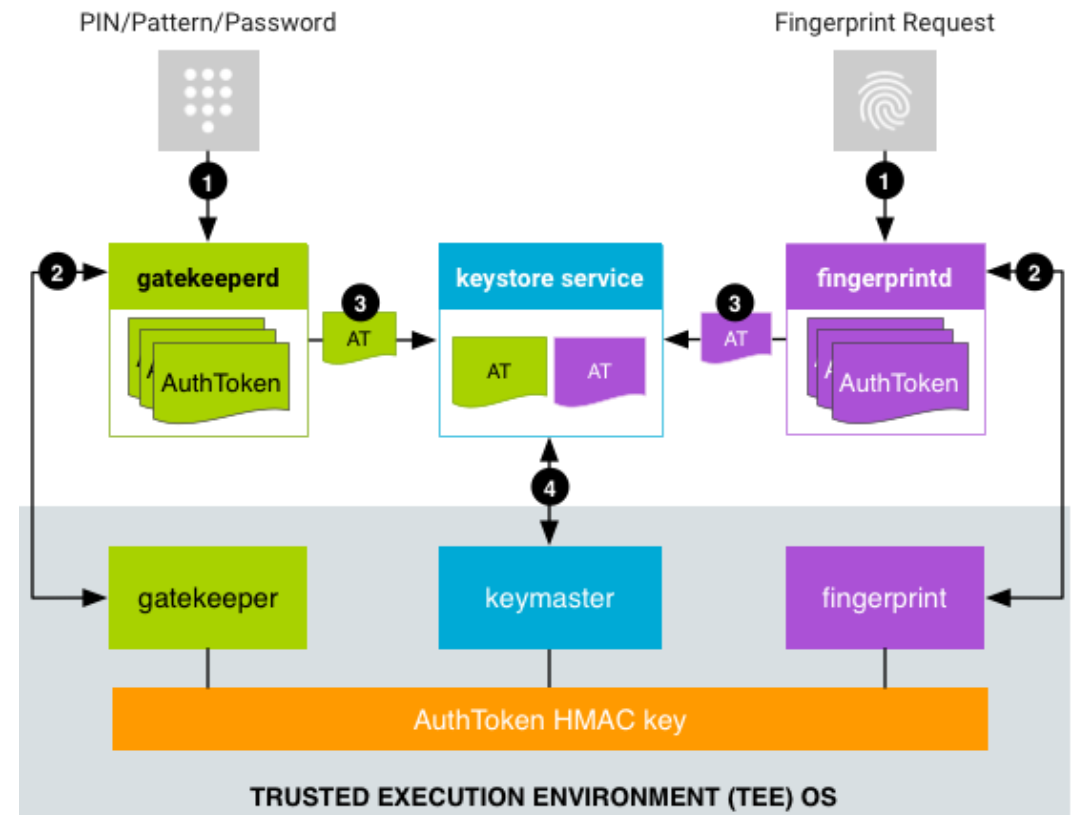 PIN/Pattern/Password
Fingerprint Request
1
1
2
gatekeeperd
keystore service
fingerprintd
2
3
3
AT
AT
AT
AT
AuthToken
AuthToken
4
gatekeeper
keymaster
fingerprint
AuthToken HMAC key
TRUSTED EXECUTION ENVIRONMENT (TEE) OS